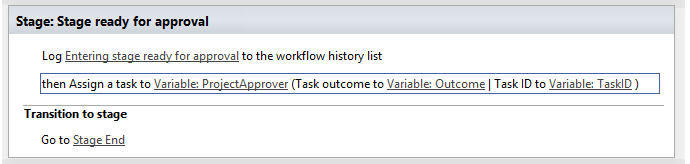 Stage: Stage ready for approval
Log Entering stage ready for approval to the workflow history list
then Assign a task to Variable: ProjectApprover (Task outcome to Variable: Outcome | Task ID to Variable: TaskID )
Transition to stage
Go to Stage End